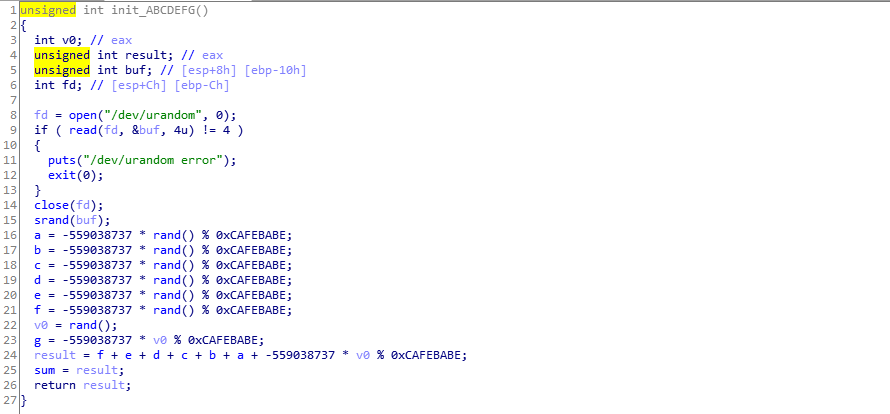 1 unsigned int init_ABCDEFG()
2 {
3 int v0; // eax
4 unsigned int result; // eax
5 unsigned int buf; // [esp+8h] [ebp-10h]
6 int fd; // [esp+Ch] [ebp-Ch]
7
8 fd = open("/dev/urandom", 0);
9 if ( read(fd, &buf, 4u) != 4 )
10 {
11 puts("/dev/urandom error");
12 exit(0);
13 }
14 close(fd);
15 srand(buf);
16 a = -559038737 * rand() % 0xCAFEBABE;
17 b = -559038737 * rand() % 0xCAFEBABE;
18 c = -559038737 * rand() % 0xCAFEBABE;
19 d = -559038737 * rand() % 0xCAFEBABE;
20 e = -559038737 * rand() % 0xCAFEBABE;
21 f = -559038737 * rand() % 0xCAFEBABE;
22 v0 = rand();
23 g = -559038737 * v0 % 0xCAFEBABE;
24 result = f + e + d + c + b + a + -559038737 * v0 % 0xCAFEBABE;
25 sum = result;
26 return result;
27 }